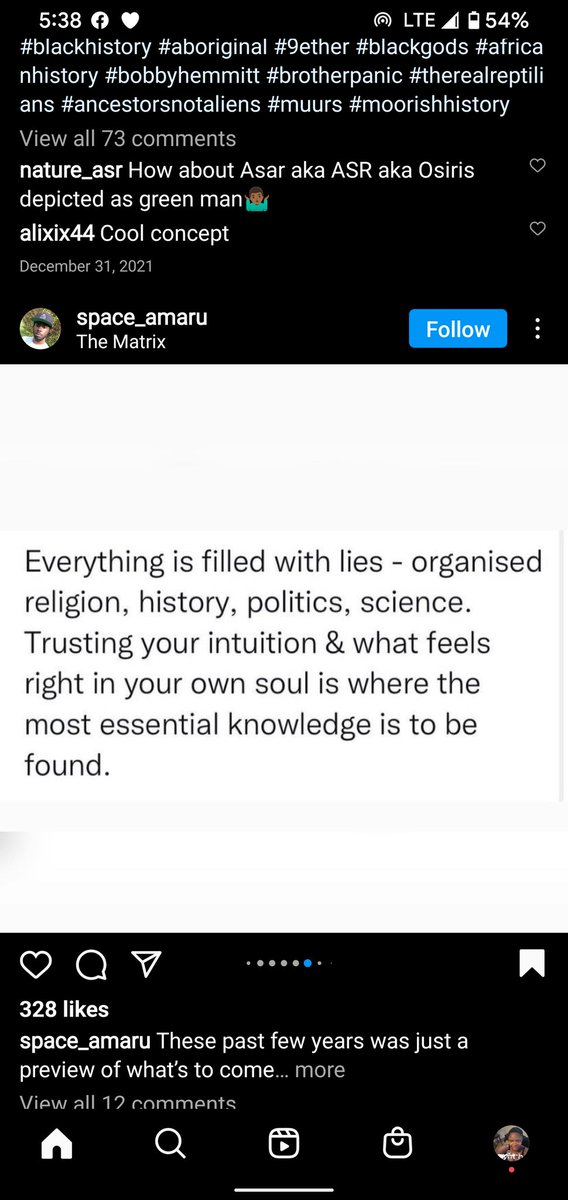 5:38 LTE 54%
#blackhistory #aboriginal #9ether #blackgods #africa
nhistory #bobbyhemmitt #brotherpanic #therealreptili
ans #ancestorsnotaliens #muurs #moorishhistory
View all 73 comments
nature_asr How about Asar aka ASR aka Osiris
depicted as green man🤷🏾‍♂️
alixix44 Cool concept
December 31, 2021
space_amaru
Follow
The Matrix
Everything is filled with lies - organised
religion, history, politics, science.
Trusting your intuition & what feels
right in your own soul is where the
most essential knowledge is to be
found.
328 likes
space_amaru These past few years was just a
preview of what's to come... more
View all 12 comments